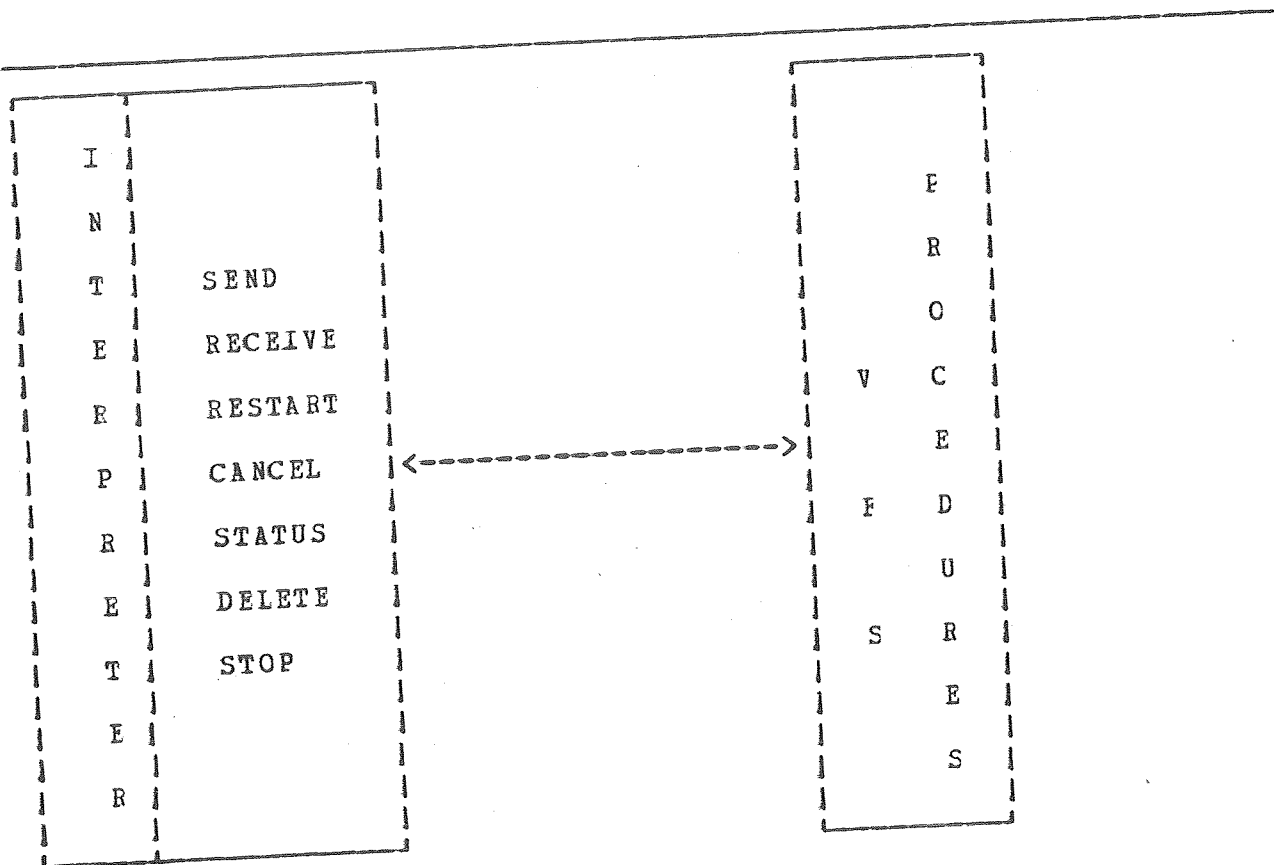 INTERPRETER
SEND
RECEIVE
RESTART
CANCEL
STATUS
DELETE
STOP
VFS
PROCEDURES